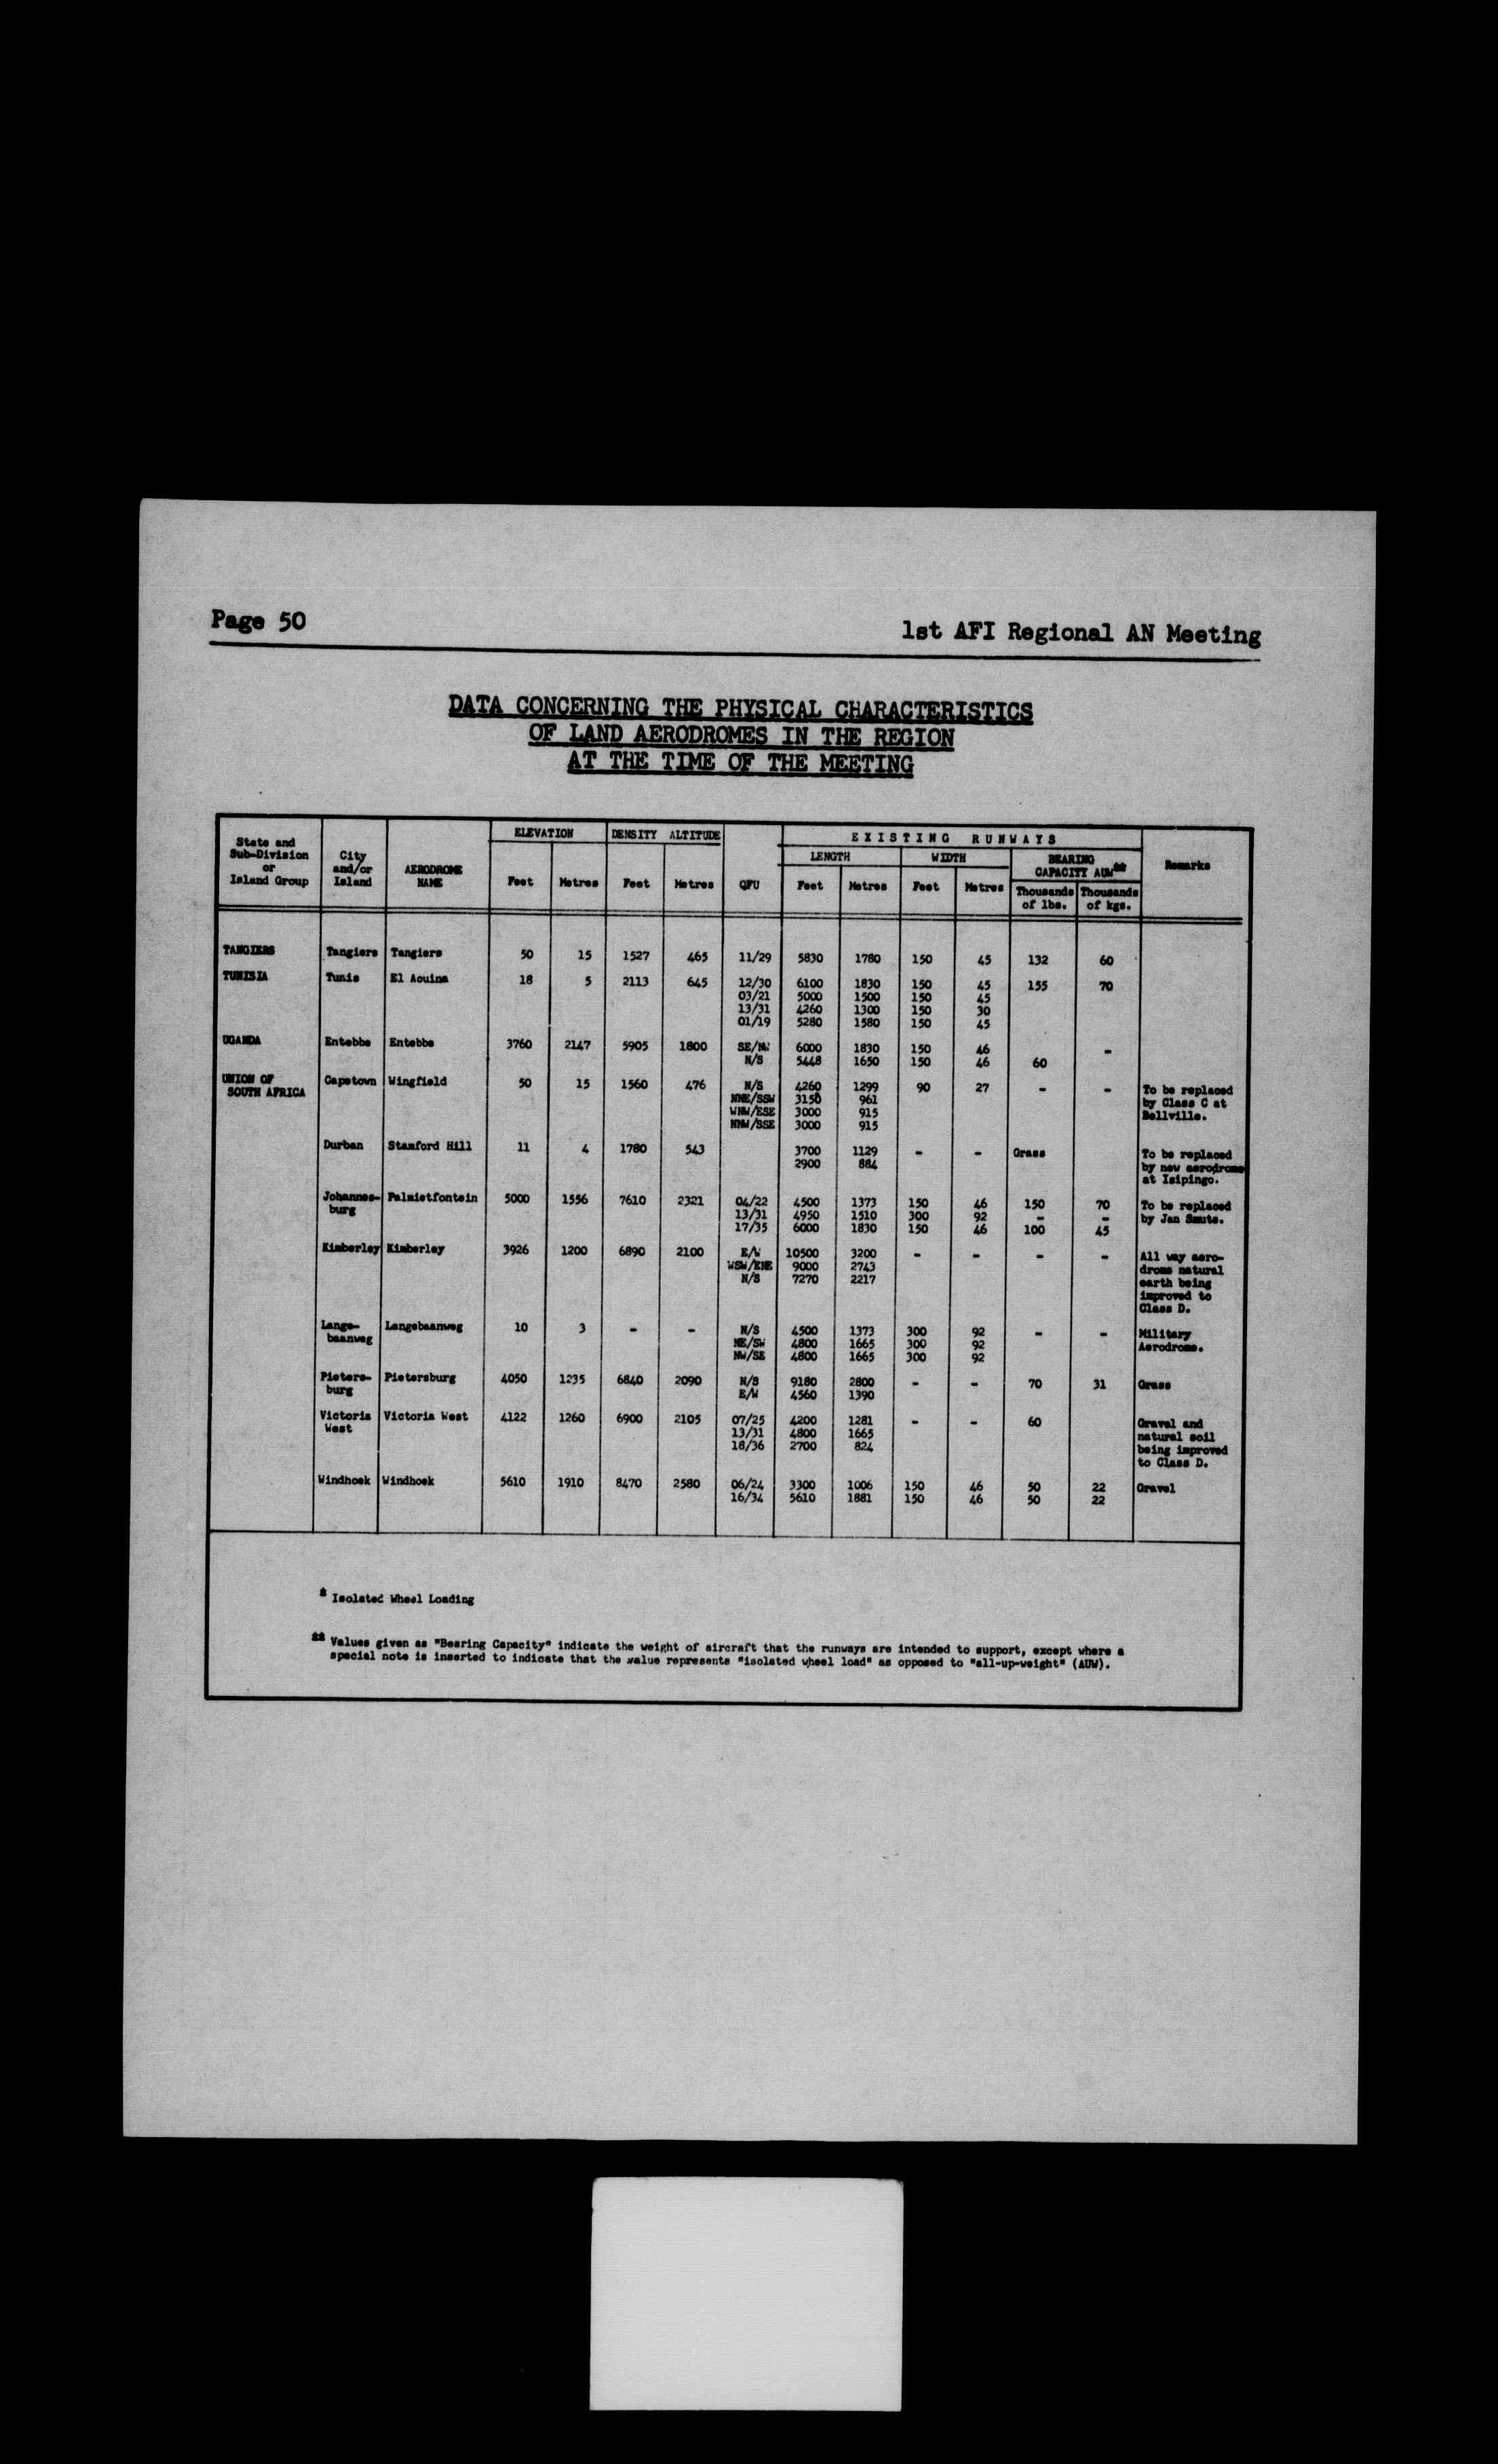 Page 50
1st AFI Regional AN Meeting
DATA CONCERNING THE PHYSICAL CHARACTERISTICS
OF LAND AERODROMES IN THE REGION
AT THE TIME OF THE MEETING
State and Sub-Division or Island Group | City and/or Island | AERODROME NAME | ELEVATION Feet Metres | DENSITY ALTITUDE Feet Metres | QFU | EXISTING RUNWAYS LENGTH Feet Metres | WIDTH Feet Metres | BEARING CAPACITY AUW** Thousands of lbs. Thousands of kgs. | Remarks
TANGIERS Tangiers Tangiers 50 15 1527 465 11/29 5830 1780 150 45 132 60
TUNISIA Tunis El Aouina 18 5 2113 645 12/30 6100 1830 150 45 155 70
03/21 5000 1500 150 45
13/31 4260 1300 150 30
01/19 5280 1580 150 45
UGANDA Entebbe Entebbe 3760 2147 5905 1800 SE/NW 6000 1830 150 46 -
N/S 5448 1650 150 46 60
UNION OF Capetown Wingfield 50 15 1560 476 N/S 4260 1299 90 27 - - To be replaced
SOUTH AFRICA NNE/SSW 3150 961 by Class C at
WNW/ESE 3000 915 Bellville.
NNW/SSE 3000 915
Durban Stamford Hill 11 4 1780 543 3700 1129 - - Grass To be replaced
2900 884 by new aerodrome
at Isipingo.
Johannes- Palmietfontein 5000 1556 7610 2321 04/22 4500 1373 150 46 150 70 To be replaced
burg 13/31 4950 1510 300 92 - - by Jan Smuts.
17/35 6000 1830 150 46 100 45
Kimberley Kimberley 3926 1200 6890 2100 E/W 10500 3200 - - - - All way aero-
WSW/ENE 9000 2743 drome natural
N/S 7270 2217 earth being
improved to
Class D.
Lange- Langebaanweg 10 3 - - N/S 4500 1373 300 92 - - Military
baanweg NE/SW 4800 1665 300 92 Aerodrome.
NW/SE 4800 1665 300 92
Pieters- Pietersburg 4050 1235 6840 2090 N/S 9180 2800 - - 70 31 Grass
burg E/W 4560 1390
Victoria Victoria West 4122 1260 6900 2105 07/25 4200 1281 - - 60 Gravel and
West 13/31 4800 1665 natural soil
18/36 2700 824 being improved
to Class D.
Windhoek Windhoek 5610 1910 8470 2580 06/24 3300 1006 150 46 50 22 Gravel
16/34 5610 1881 150 46 50 22
* Isolated Wheel Loading
** Values given as "Bearing Capacity" indicate the weight of aircraft that the runways are intended to support, except where a
special note is inserted to indicate that the value represents "isolated wheel load" as opposed to "all-up-weight" (AUW).